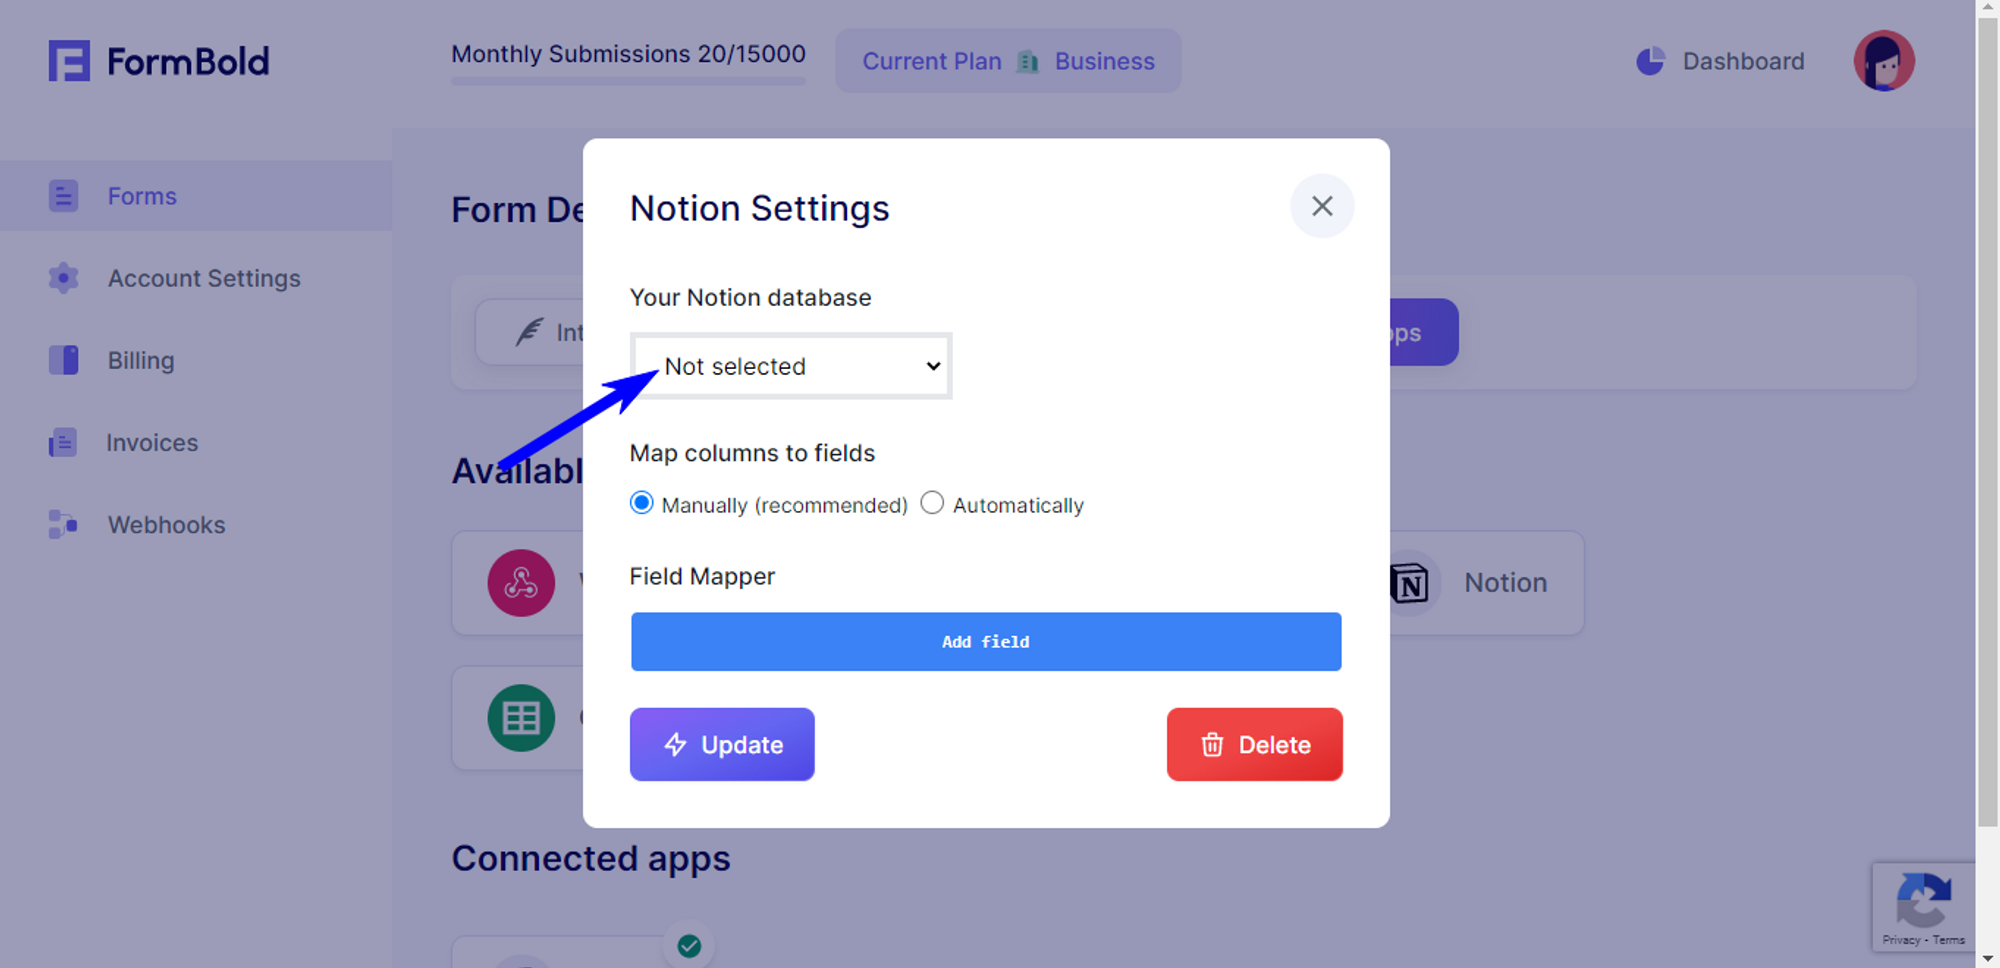 FormBold
Monthly Submissions 20/15000
Current Plan Business
Dashboard
Forms
Account Settings
Billing
Invoices
Webhooks
Form De
Int
ps
Notion Settings
Your Notion database
Not selected
Map columns to fields
Manually (recommended) Automatically
Field Mapper
Add field
Update Delete
Availabl
Notion
Connected apps
Privacy - Terms